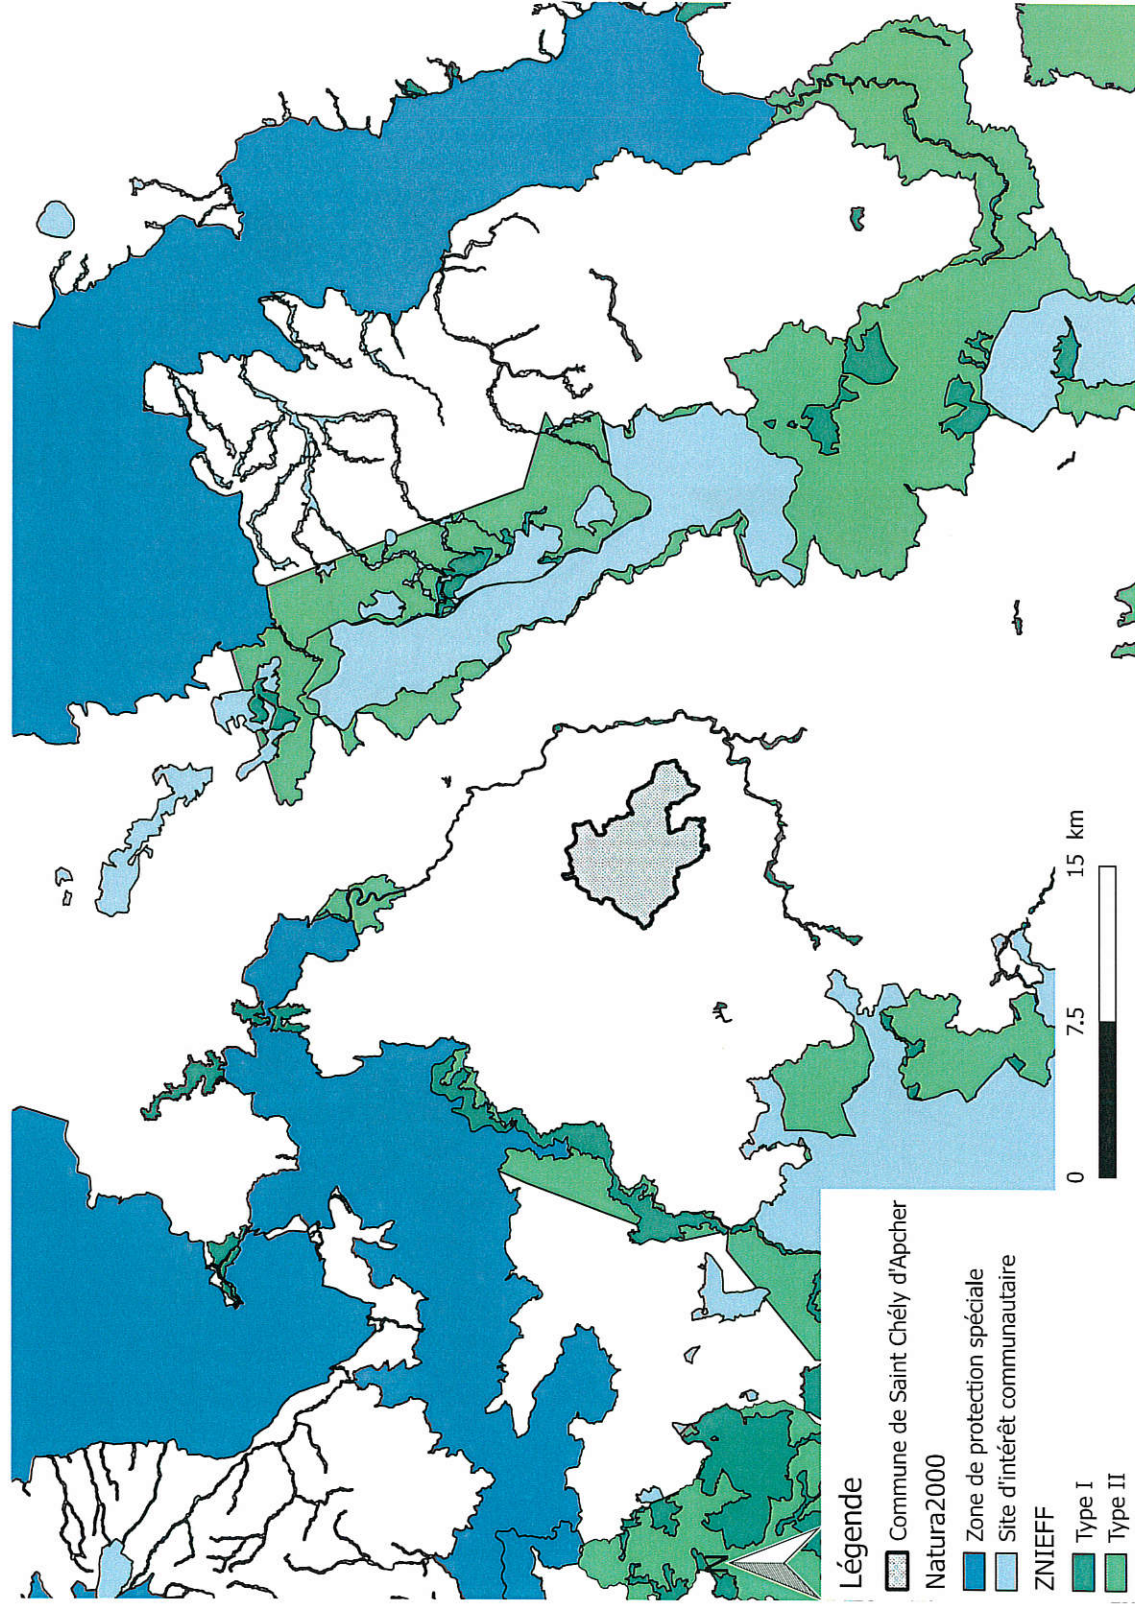 Légende
Commune de Saint Chély d'Apcher
Natura2000
Zone de protection spéciale
Site d'intérêt communautaire
ZNIEFF
Type I
Type II
0 7.5 15 km
N